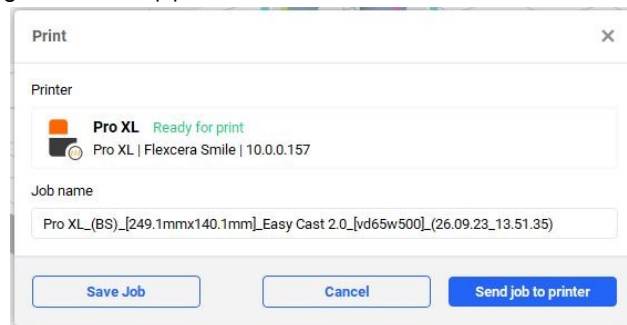 Print
Printer
Pro XL Ready for print
Pro XL | Flexcera Smile | 10.0.0.157
Job name
Pro XL_(BS)_[249.1mmx140.1mm]_Easy Cast 2.0_[vd65w500]_(26.09.23_13.51.35)
Save Job Cancel Send job to printer